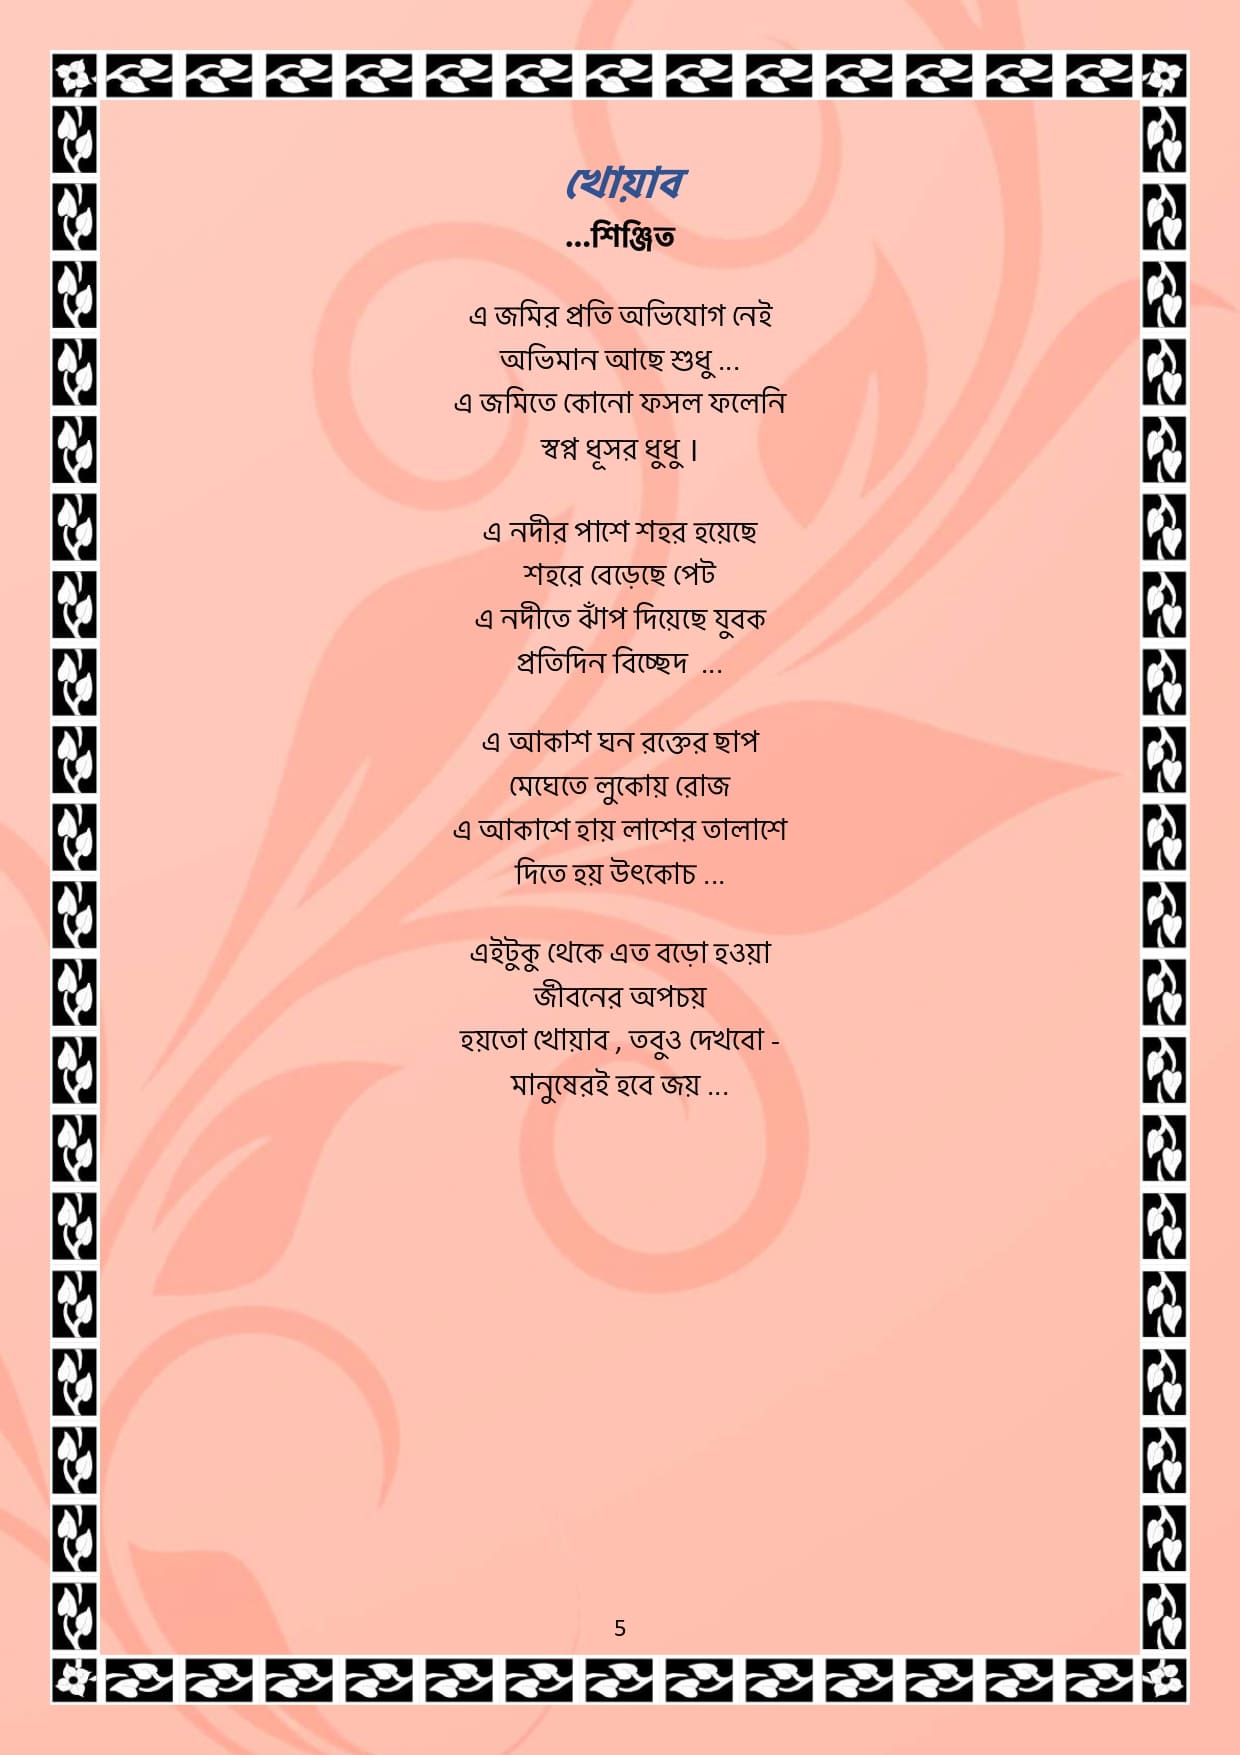 খোয়াব
...শিঞ্জিত
এ জমির প্রতি অভিযোগ নেই
অভিমান আছে শুধু ...
এ জমিতে কোনো ফসল ফলেনি
স্বপ্ন ধূসর ধুধু ।
এ নদীর পাশে শহর হয়েছে
শহরে বেড়েছে পেট
এ নদীতে ঝাঁপ দিয়েছে যুবক
প্রতিদিন বিচ্ছেদ ...
এ আকাশ ঘন রক্তের ছাপ
মেঘেতে লুকোয় রোজ
এ আকাশে হায় লাশের তালাশে
দিতে হয় উৎকোচ ...
এইটুকু থেকে এত বড়ো হওয়া
জীবনের অপচয়
হয়তো খোয়াব , তবুও দেখবো -
মানুষেরই হবে জয় ...
5